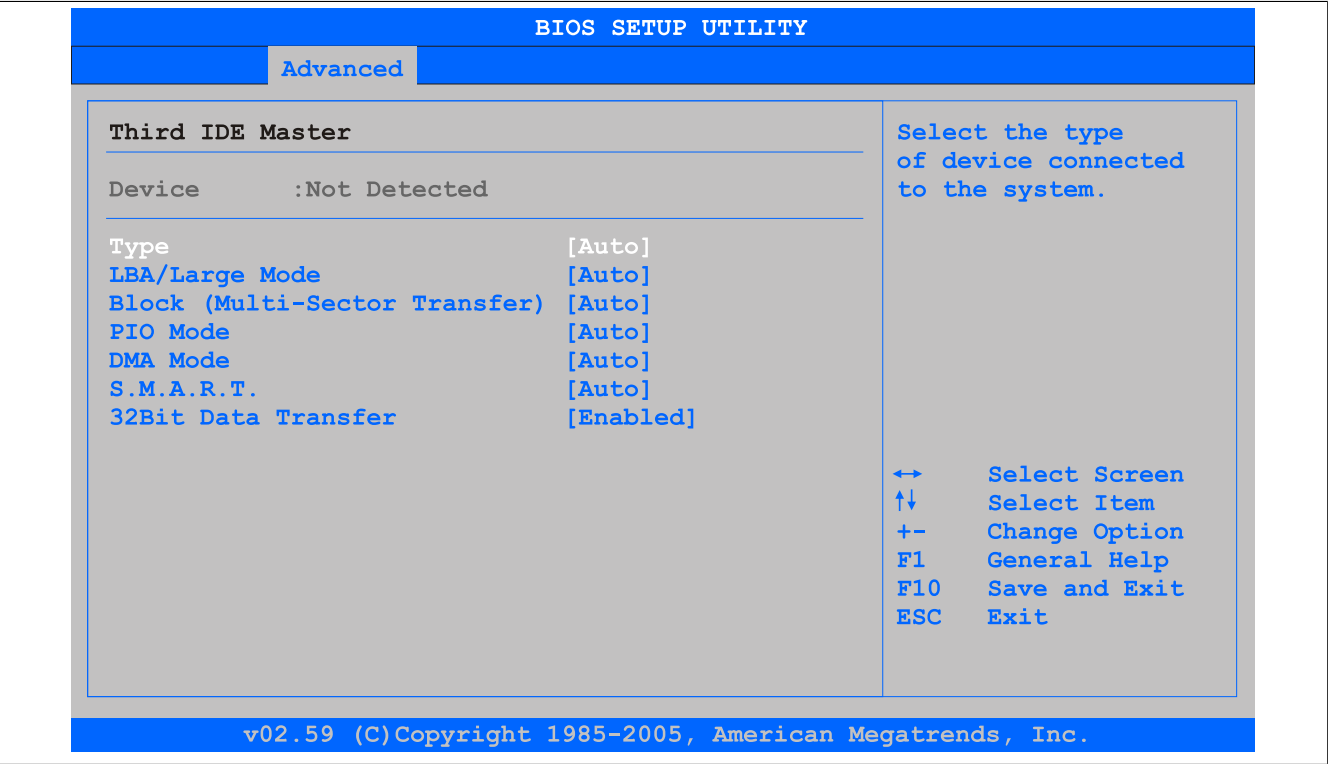 BIOS SETUP UTILITY
Advanced
Third IDE Master
Device :Not Detected
Type [Auto]
LBA/Large Mode [Auto]
Block (Multi-Sector Transfer) [Auto]
PIO Mode [Auto]
DMA Mode [Auto]
S.M.A.R.T. [Auto]
32Bit Data Transfer [Enabled]
Select the type
of device connected
to the system.
↔ Select Screen
↑↓ Select Item
+- Change Option
F1 General Help
F10 Save and Exit
ESC Exit
v02.59 (C)Copyright 1985-2005, American Megatrends, Inc.